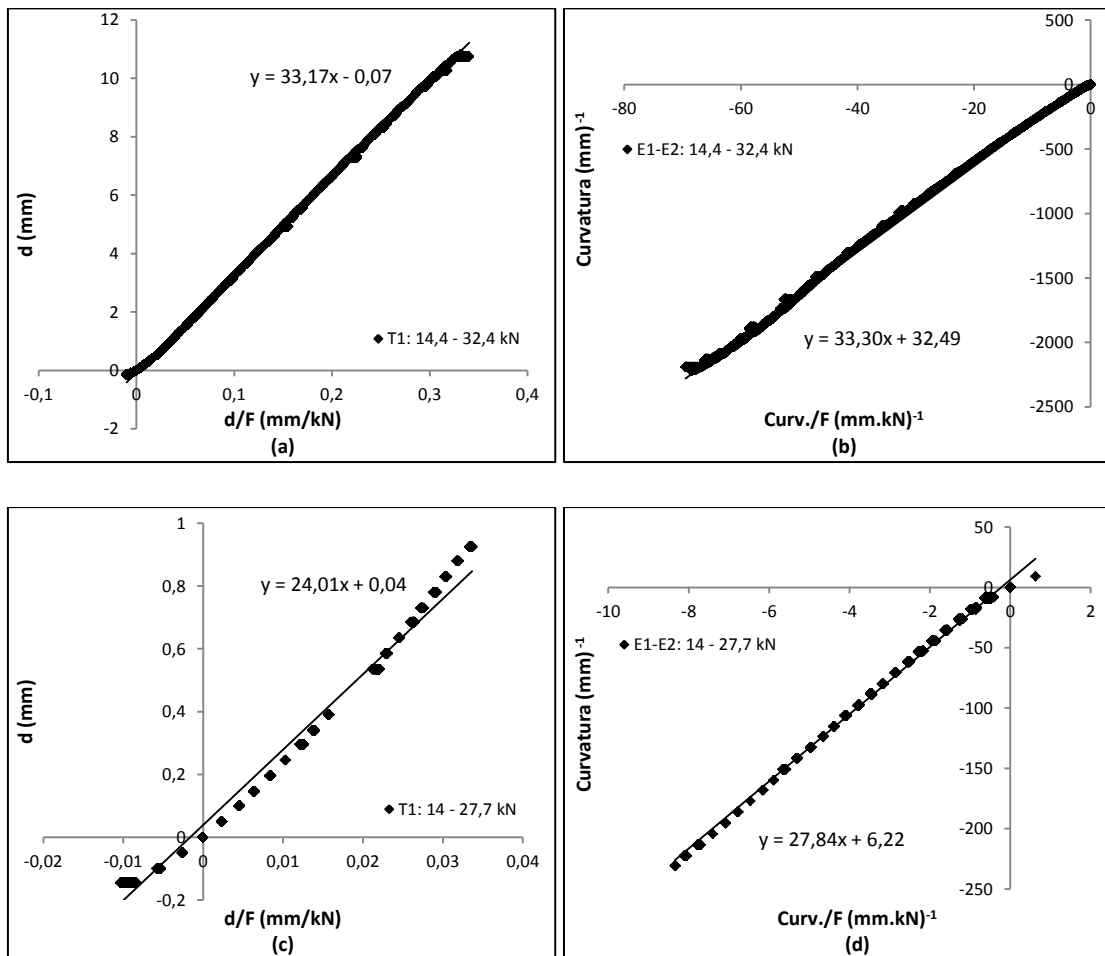 12
10
8
6
4
2
0
-2
-0,1
0
0,1
0,2
0,3
0,4
y = 33,17x - 0,07
T1: 14,4 - 32,4 kN
d (mm)
d/F (mm/kN)
(a)
500
0
-500
-1000
-1500
-2000
-2500
-80
-60
-40
-20
0
E1-E2: 14,4 - 32,4 kN
y = 33,30x + 32,49
Curvatura (mm)⁻¹
Curv./F (mm.kN)⁻¹
(b)
1
0,8
0,6
0,4
0,2
0
-0,2
-0,02
-0,01
0
0,01
0,02
0,03
0,04
y = 24,01x + 0,04
T1: 14 - 27,7 kN
d (mm)
d/F (mm/kN)
(c)
50
0
-50
-100
-150
-200
-250
-10
-8
-6
-4
-2
0
2
E1-E2: 14 - 27,7 kN
y = 27,84x + 6,22
Curvatura (mm)⁻¹
Curv./F (mm.kN)⁻¹
(d)